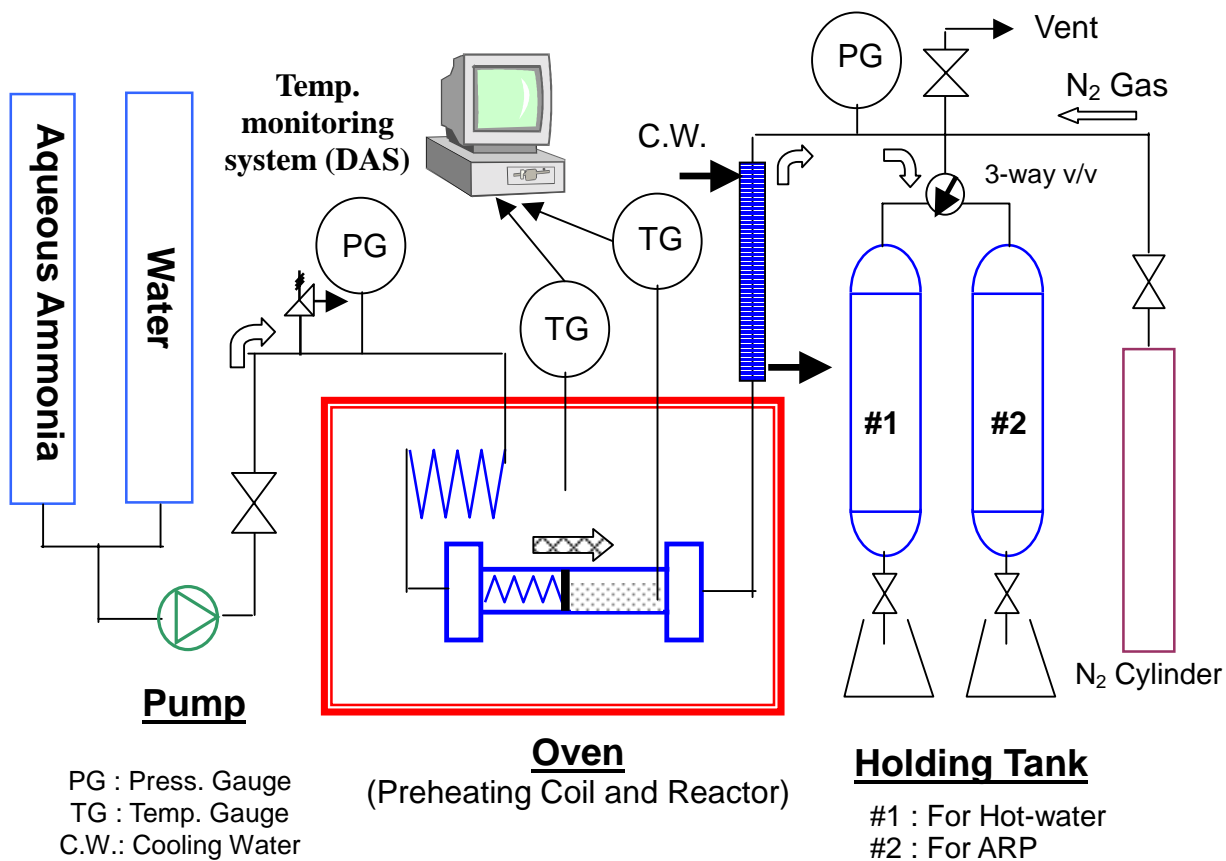 Aqueous Ammonia
Water
Temp.
monitoring
system (DAS)
PG
TG
TG
C.W.
PG
Vent
N₂ Gas
3-way v/v
#1
#2
N₂ Cylinder
Pump
Oven
(Preheating Coil and Reactor)
Holding Tank
PG : Press. Gauge
TG : Temp. Gauge
C.W.: Cooling Water
#1 : For Hot-water
#2 : For ARP